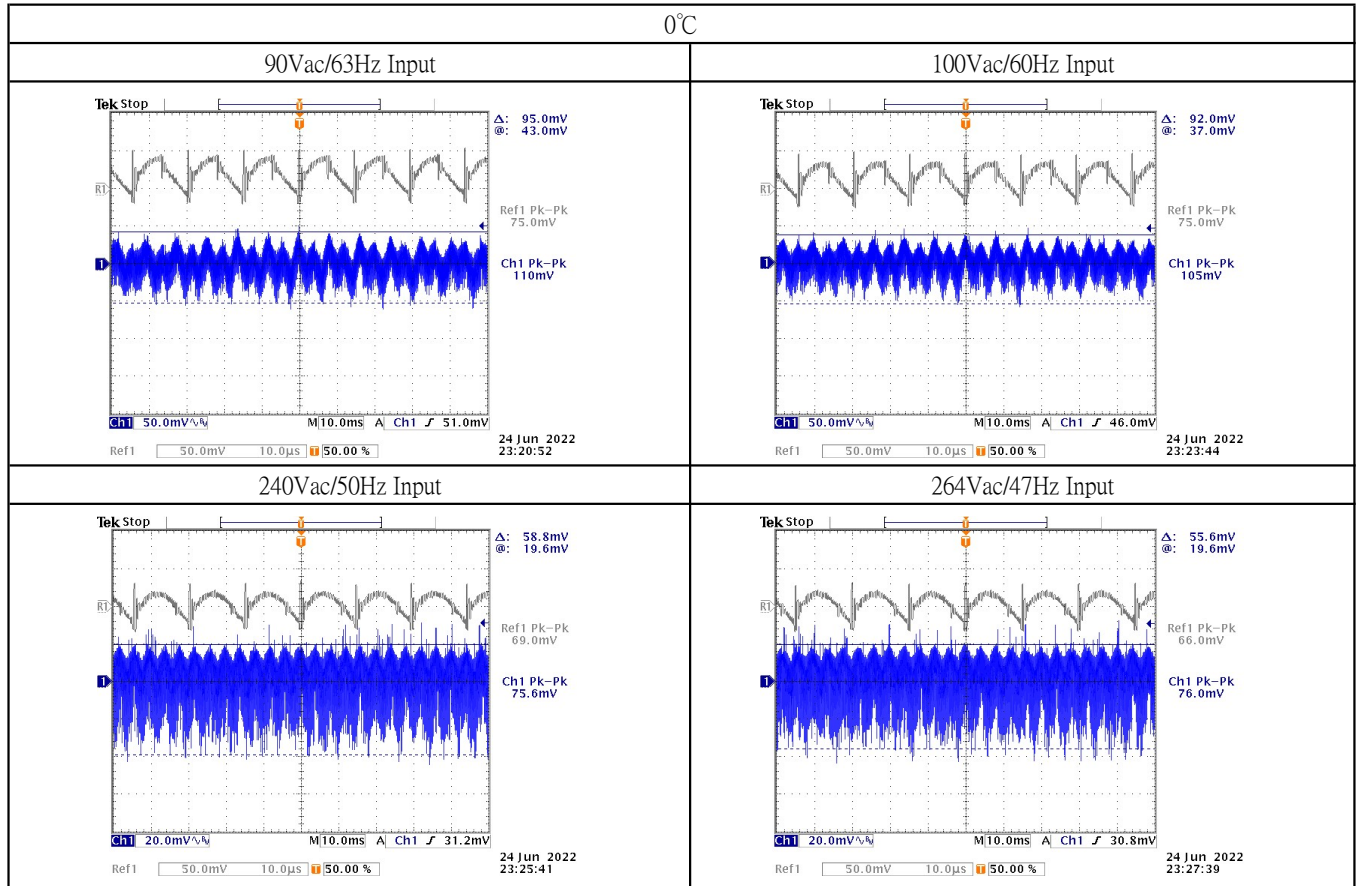 0℃
90Vac/63Hz Input
100Vac/60Hz Input
Tek Stop
T
Δ: 95.0mV
@: 43.0mV
R1
Ref1 Pk-Pk
75.0mV
1
Ch1 Pk-Pk
110mV
Ch1 50.0mV∿ M 10.0ms A Ch1 ʃ 51.0mV
Ref1 50.0mV 10.0µs T 50.00 %
24 Jun 2022
23:20:52
Tek Stop
T
Δ: 92.0mV
@: 37.0mV
R1
Ref1 Pk-Pk
75.0mV
1
Ch1 Pk-Pk
105mV
Ch1 50.0mV∿ M 10.0ms A Ch1 ʃ 46.0mV
Ref1 50.0mV 10.0µs T 50.00 %
24 Jun 2022
23:23:44
240Vac/50Hz Input
264Vac/47Hz Input
Tek Stop
T
Δ: 58.8mV
@: 19.6mV
R1
Ref1 Pk-Pk
69.0mV
1
Ch1 Pk-Pk
75.6mV
Ch1 20.0mV∿ M 10.0ms A Ch1 ʃ 31.2mV
Ref1 50.0mV 10.0µs T 50.00 %
24 Jun 2022
23:25:41
Tek Stop
T
Δ: 55.6mV
@: 19.6mV
R1
Ref1 Pk-Pk
66.0mV
1
Ch1 Pk-Pk
76.0mV
Ch1 20.0mV∿ M 10.0ms A Ch1 ʃ 30.8mV
Ref1 50.0mV 10.0µs T 50.00 %
24 Jun 2022
23:27:39